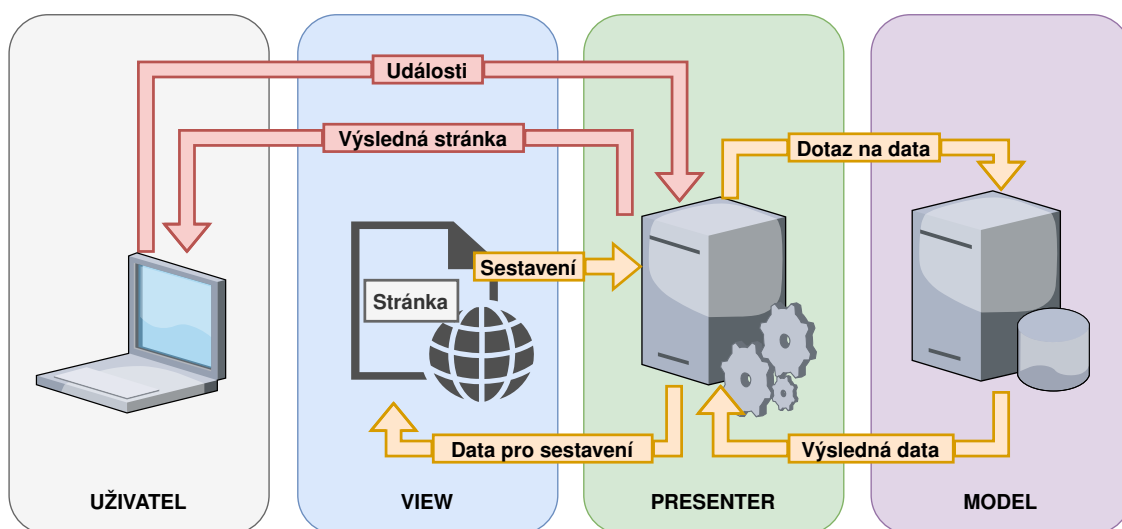 Události
Výsledná stránka
Dotaz na data
Sestavení
Stránka
Data pro sestavení
Výsledná data
UŽIVATEL
VIEW
PRESENTER
MODEL